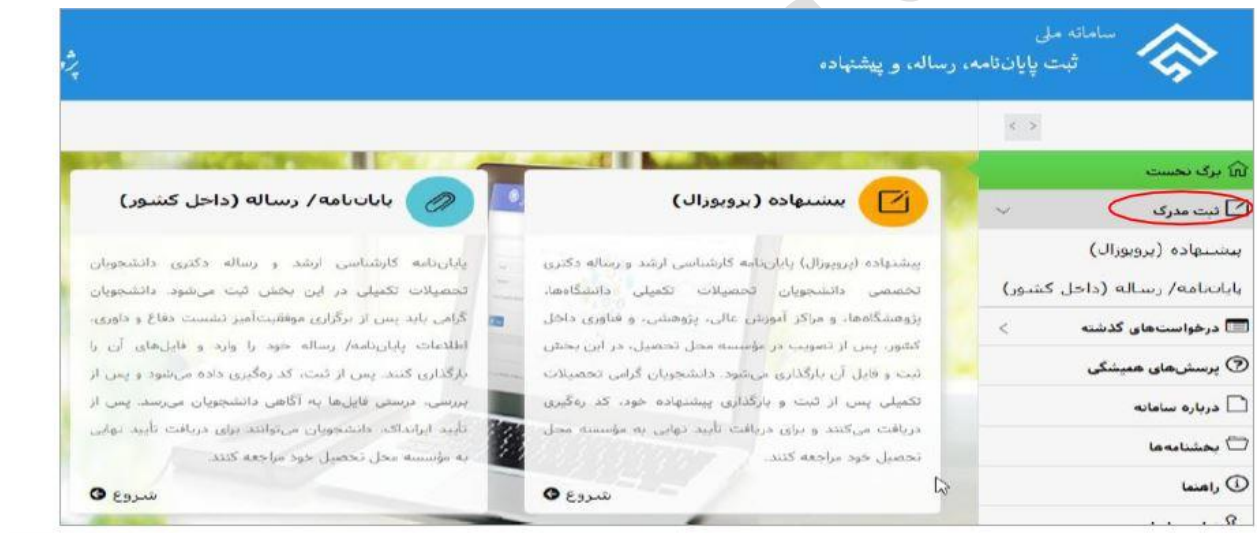 سامانه ملی
ثبت پایان‌نامه، رساله، و پیشنهاده
برگ نخست
ثبت مدرک
پیشنهاده (پروپوزال)
پایان‌نامه/ رساله (داخل کشور)
درخواست‌های گذشته
پرسش‌های همیشگی
درباره سامانه
بخشنامه‌ها
راهنما
پیشنهاده (پروپوزال)
پیشنهاده (پروپوزال) پایان‌نامه کارشناسی ارشد و رساله دکتری
تخصصی دانشجویان تحصیلات تکمیلی دانشگاه‌ها،
پژوهشگاه‌ها، و مراکز آموزش عالی، پژوهشی، و فناوری داخل
کشور، پس از تصویب در مؤسسه محل تحصیل، در این بخش
ثبت و فایل آن بارگذاری می‌شود. دانشجویان گرامی تحصیلات
تکمیلی پس از ثبت و بارگذاری پیشنهاده خود، کد رهگیری
دریافت می‌کنند و برای دریافت تأیید نهایی به مؤسسه محل
تحصیل خود مراجعه کنند.
شروع
پایان‌نامه/ رساله (داخل کشور)
پایان‌نامه کارشناسی ارشد و رساله دکتری دانشجویان
تحصیلات تکمیلی در این بخش ثبت می‌شود. دانشجویان
گرامی باید پس از برگزاری موفقیت‌آمیز نشست دفاع و داوری،
اطلاعات پایان‌نامه/ رساله خود را وارد و فایل‌های آن را
بارگذاری کنند. پس از ثبت، کد رهگیری داده می‌شود و پس از
بررسی، درستی فایل‌ها به آگاهی دانشجویان می‌رسد. پس از
تأیید ایرانداک، دانشجویان می‌توانند برای دریافت تأیید نهایی
به مؤسسه محل تحصیل خود مراجعه کنند.
شروع